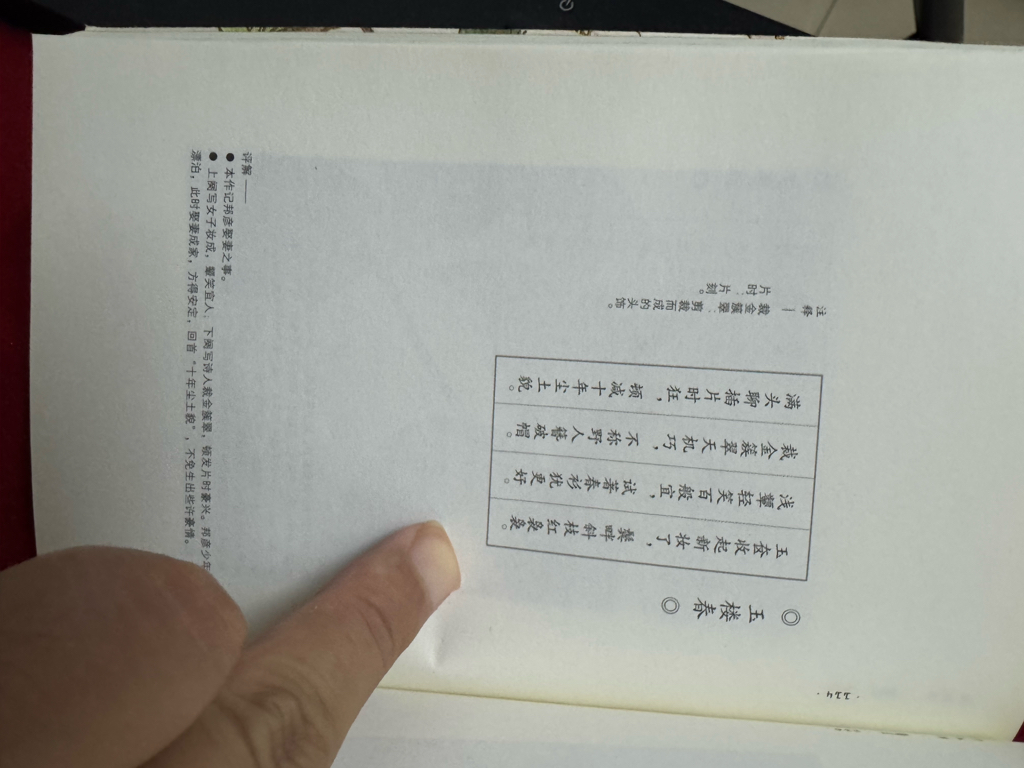 ◎玉楼春◎
玉奁收起新妆了，鬓畔斜枝红袅袅。
浅颦轻笑百般宜，试著春衫犹更好。
裁金簇翠天机巧，不称野人簪破帽。
满头聊插片时狂，顿减十年尘土貌。
注释——
裁金簇翠：剪裁而成的头饰。
片时：片刻。
评解——
● 本作记邦彦娶妻之事。
● 上阕写女子妆成，颦笑宜人；下阕写诗人裁金簇翠，顿发片时豪兴。邦彦少年
漂泊，此时娶妻成家，方得安定，回首“十年尘土貌”，不免生出些许豪情。